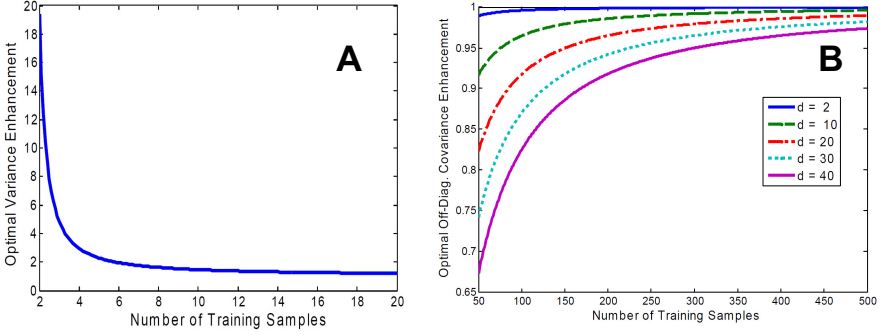 A
Optimal Variance Enhancement
20
18
16
14
12
10
8
6
4
2
0
2 4 6 8 10 12 14 16 18 20
Number of Training Samples
B
Optimal Off-Diag. Covariance Enhancement
1
0.95
0.9
0.85
0.8
0.75
0.7
0.65
d = 2
d = 10
d = 20
d = 30
d = 40
50 100 150 200 250 300 350 400 450 500
Number of Training Samples